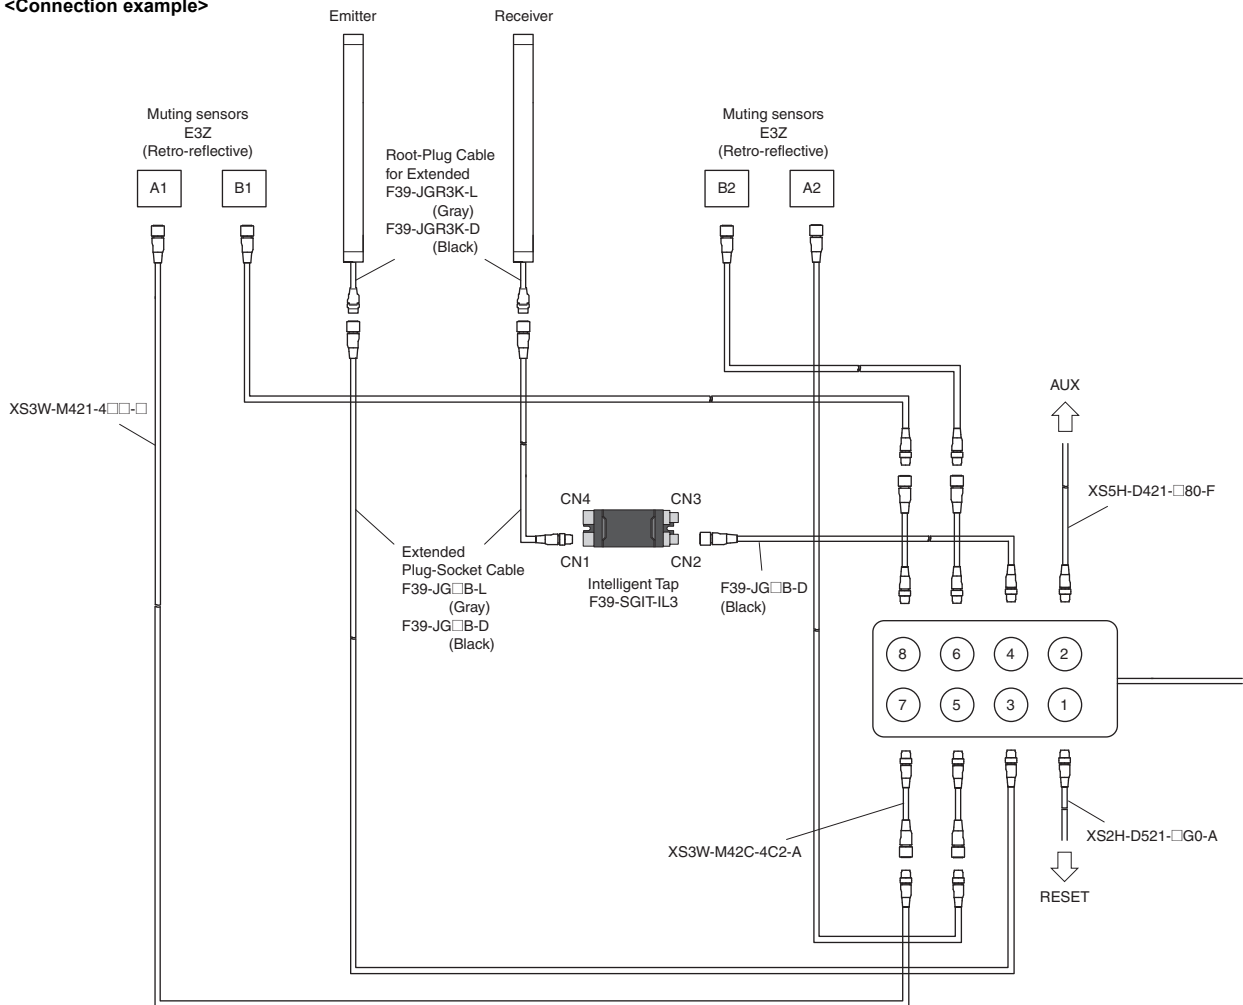 <Connection example>
Emitter
Receiver
Muting sensors
E3Z
(Retro-reflective)
A1
B1
Root-Plug Cable
for Extended
F39-JGR3K-L
(Gray)
F39-JGR3K-D
(Black)
Muting sensors
E3Z
(Retro-reflective)
B2
A2
XS3W-M421-4□□-□
AUX
XS5H-D421-□80-F
CN4
CN3
CN1
CN2
Intelligent Tap
F39-SGIT-IL3
Extended
Plug-Socket Cable
F39-JG□B-L
(Gray)
F39-JG□B-D
(Black)
F39-JG□B-D
(Black)
8 6 4 2
7 5 3 1
XS3W-M42C-4C2-A
XS2H-D521-□G0-A
RESET